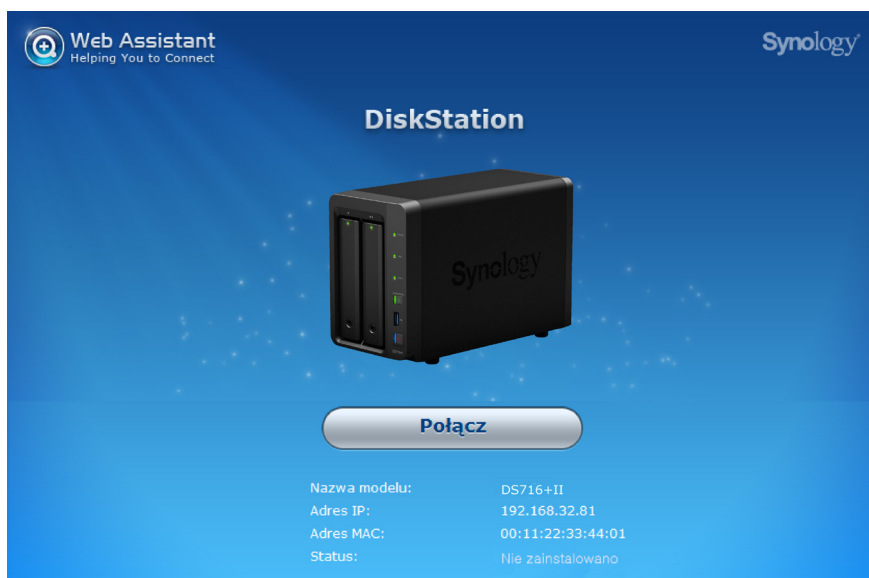 Web Assistant
Helping You to Connect
Synology
DiskStation
Synology
Połącz
Nazwa modelu: DS716+II
Adres IP: 192.168.32.81
Adres MAC: 00:11:22:33:44:01
Status: Nie zainstalowano